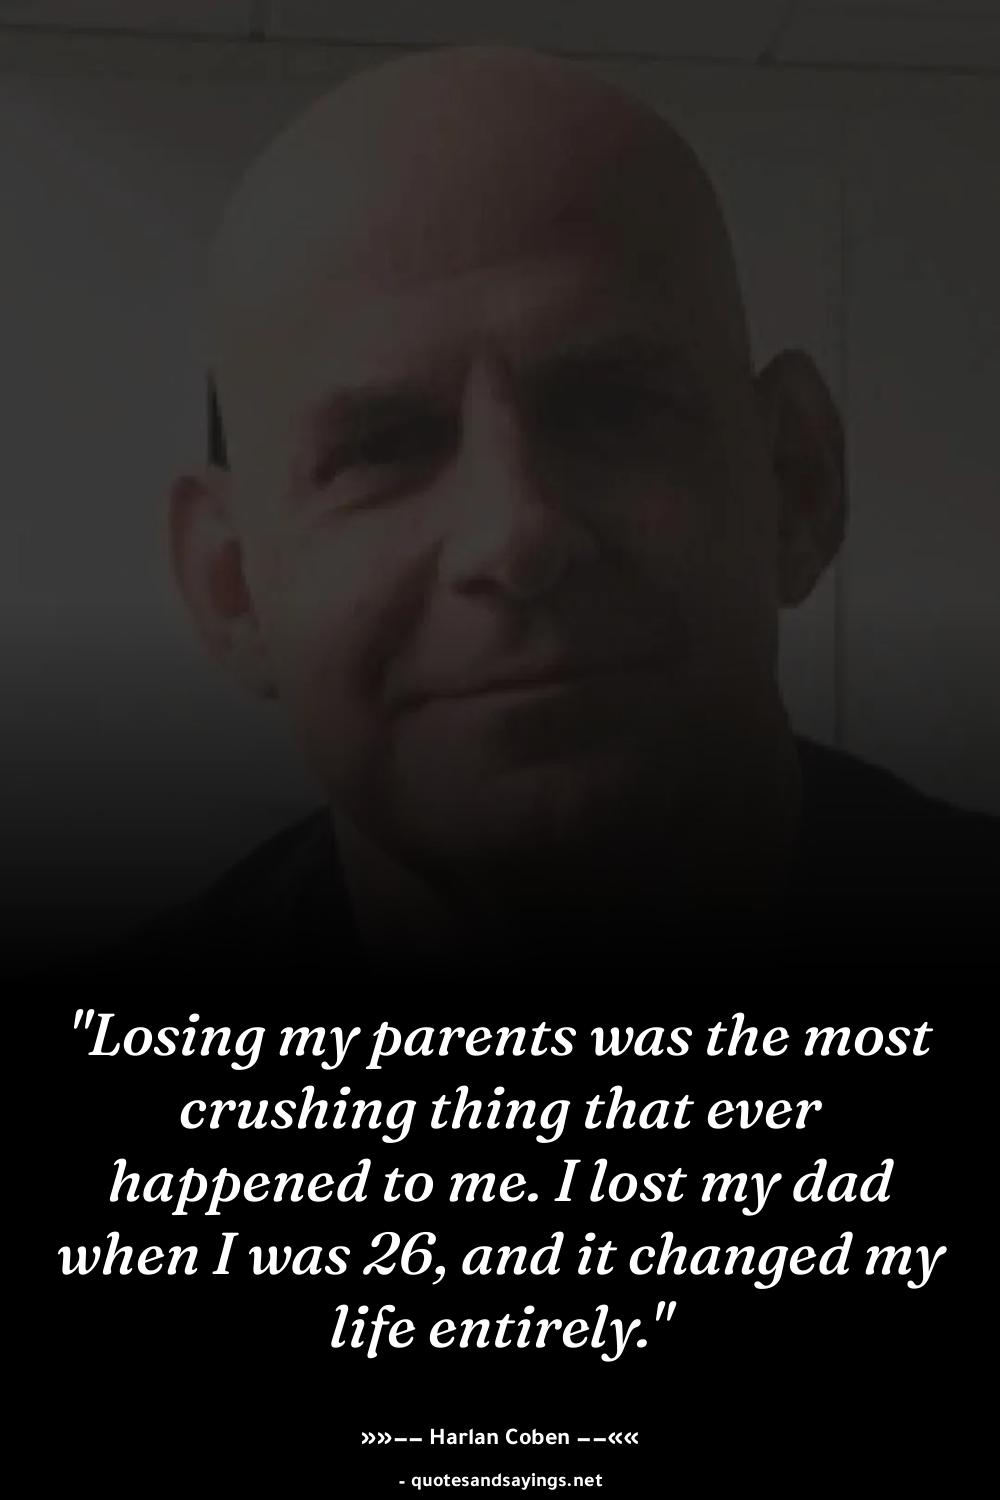 "Losing my parents was the most
crushing thing that ever
happened to me. I lost my dad
when I was 26, and it changed my
life entirely."
»»−− Harlan Coben −−««
- quotesandsayings.net